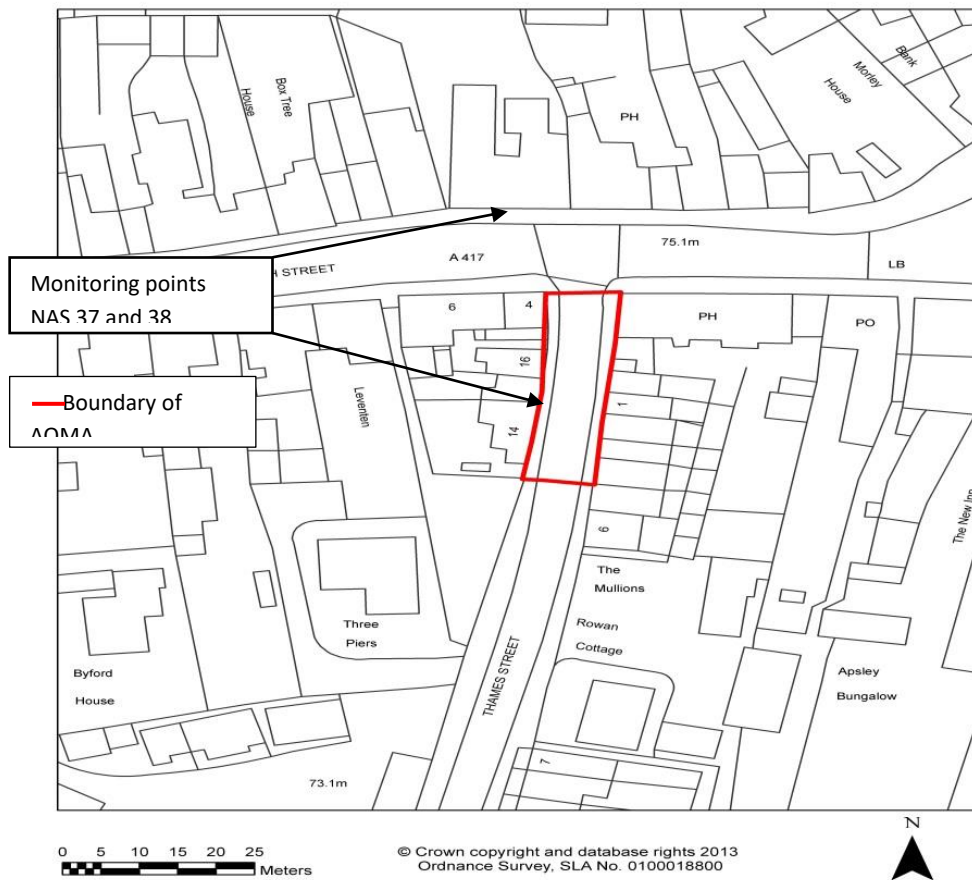 Box Tree
House
Morley
House
Bank
PH
75.1m
A 417
LB
STREET
Monitoring points
NAS 37 and 38
6
4
PH
PO
16
Boundary of
AQMA
Leventen
1
14
The New Inn
6
The
Mullions
Three
Piers
Rowan
Cottage
Byford
House
THAMES STREET
Apsley
Bungalow
7
73.1m
N
0 5 10 15 20 25
Meters
© Crown copyright and database rights 2013
Ordnance Survey, SLA No. 0100018800